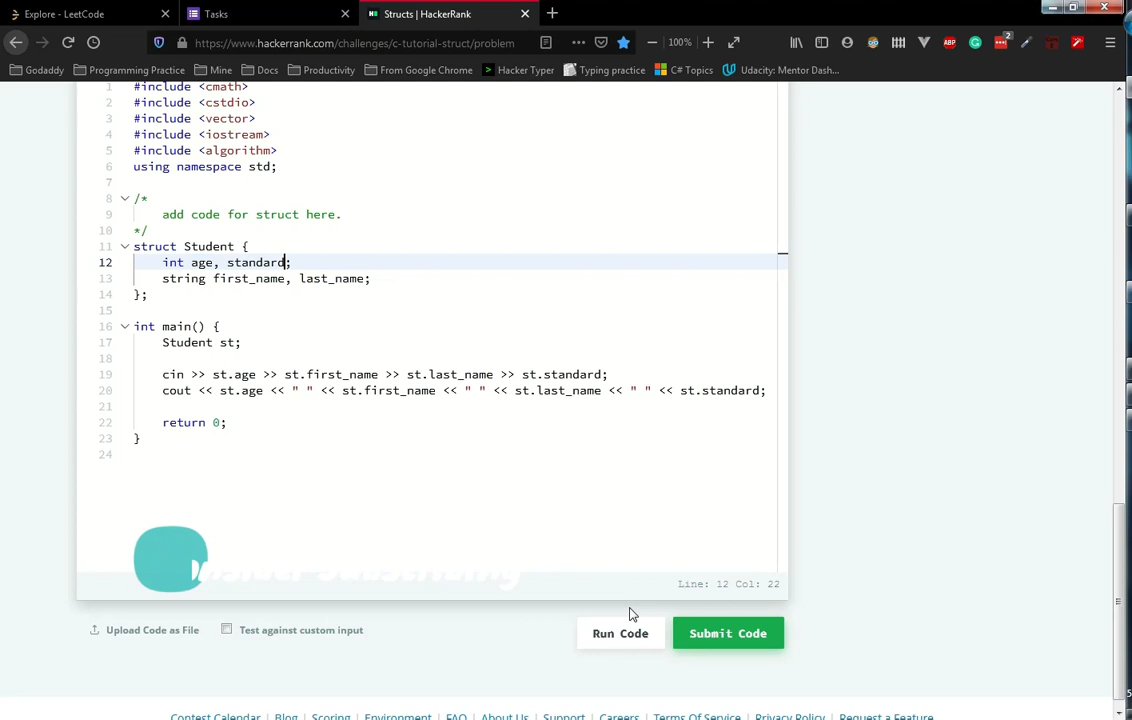 Explore - LeetCode
Tasks
Structs | HackerRank
https://www.hackerrank.com/challenges/c-tutorial-struct/problem
100%
2
Godaddy
Programming Practice
Mine
Docs
Productivity
From Google Chrome
Hacker Typer
Typing practice
C# Topics
Udacity: Mentor Dash...
1 #include <cmath>
2 #include <cstdio>
3 #include <vector>
4 #include <iostream>
5 #include <algorithm>
6 using namespace std;
7
8 /*
9 add code for struct here.
10 */
11 struct Student {
12 int age, standard;
13 string first_name, last_name;
14 };
15
16 int main() {
17 Student st;
18
19 cin >> st.age >> st.first_name >> st.last_name >> st.standard;
20 cout << st.age << " " << st.first_name << " " << st.last_name << " " << st.standard;
21
22 return 0;
23 }
24
Line: 12 Col: 22
Upload Code as File
Test against custom input
Run Code
Submit Code
Contest Calendar | Blog | Scoring | Environment | FAQ | About Us | Support | Careers | Terms Of Service | Privacy Policy | Request a Feature